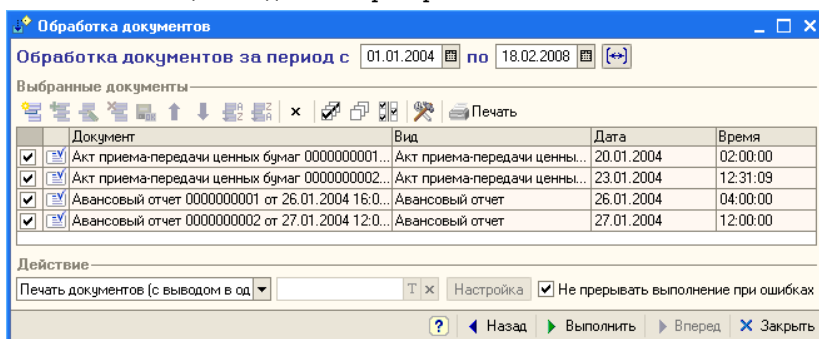 Обработка документов
Обработка документов за период с 01.01.2004 по 18.02.2008
Выбранные документы
Печать
Документ Вид Дата Время
Акт приема-передачи ценных бумаг 0000000001... Акт приема-передачи ценны... 20.01.2004 02:00:00
Акт приема-передачи ценных бумаг 0000000002... Акт приема-передачи ценны... 23.01.2004 12:31:09
Авансовый отчет 0000000001 от 26.01.2004 16:0... Авансовый отчет 26.01.2004 04:00:00
Авансовый отчет 0000000002 от 27.01.2004 12:0... Авансовый отчет 27.01.2004 12:00:00
Действие
Печать документов (с выводом в од T × Настройка Не прерывать выполнение при ошибках
? Назад Выполнить Вперед Закрыть